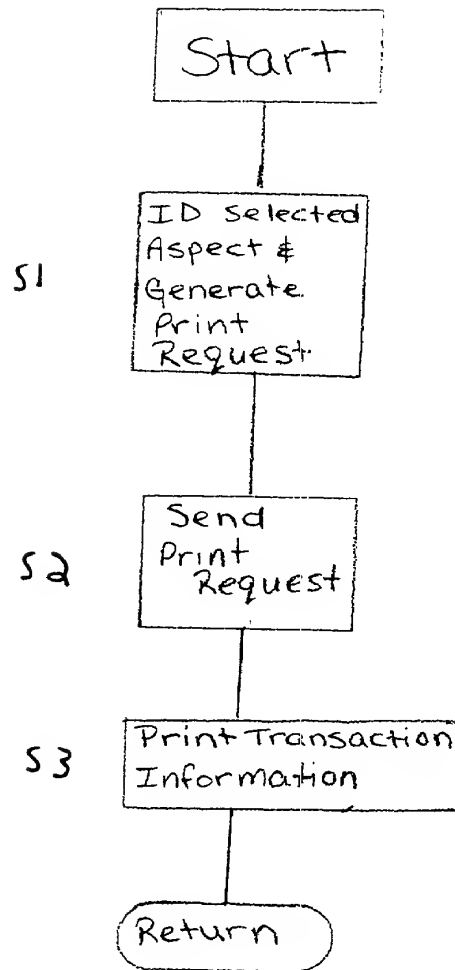 Start
S1
ID selected
Aspect &
Generate
Print
Request.
S2
Send
Print
Request
S3
Print Transaction
Information
Return